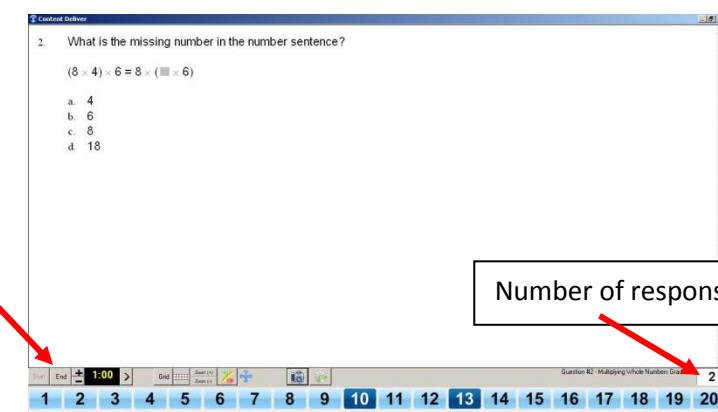 Content Deliver
2. What is the missing number in the number sentence?
(8 × 4) × 6 = 8 × (■ × 6)
a. 4
b. 6
c. 8
d. 18
Number of respons
Start End + - 1:00 > Grid Zoom (+) Zoom (-) Question #2 - Multiplying Whole Numbers Grad 2
1 2 3 4 5 6 7 8 9 10 11 12 13 14 15 16 17 18 19 20